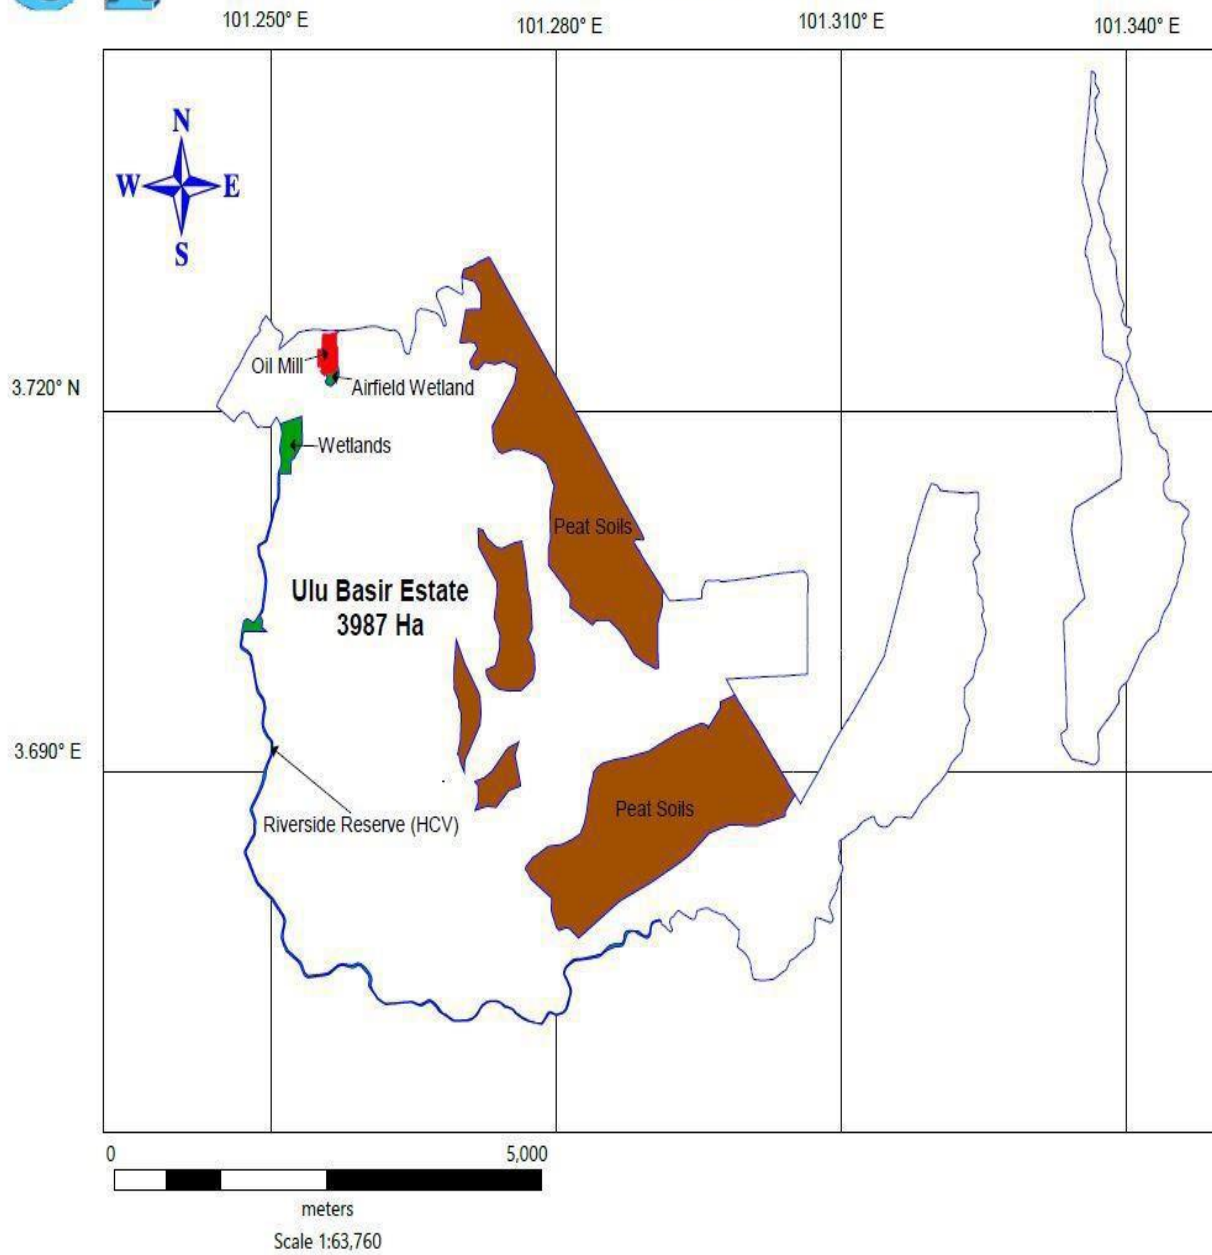 101.250° E
101.280° E
101.310° E
101.340° E
N
W
E
S
Oil Mill
Airfield Wetland
3.720° N
Wetlands
Peat Soils
Ulu Basir Estate
3987 Ha
3.690° E
Peat Soils
Riverside Reserve (HCV)
0
5,000
meters
Scale 1:63,760